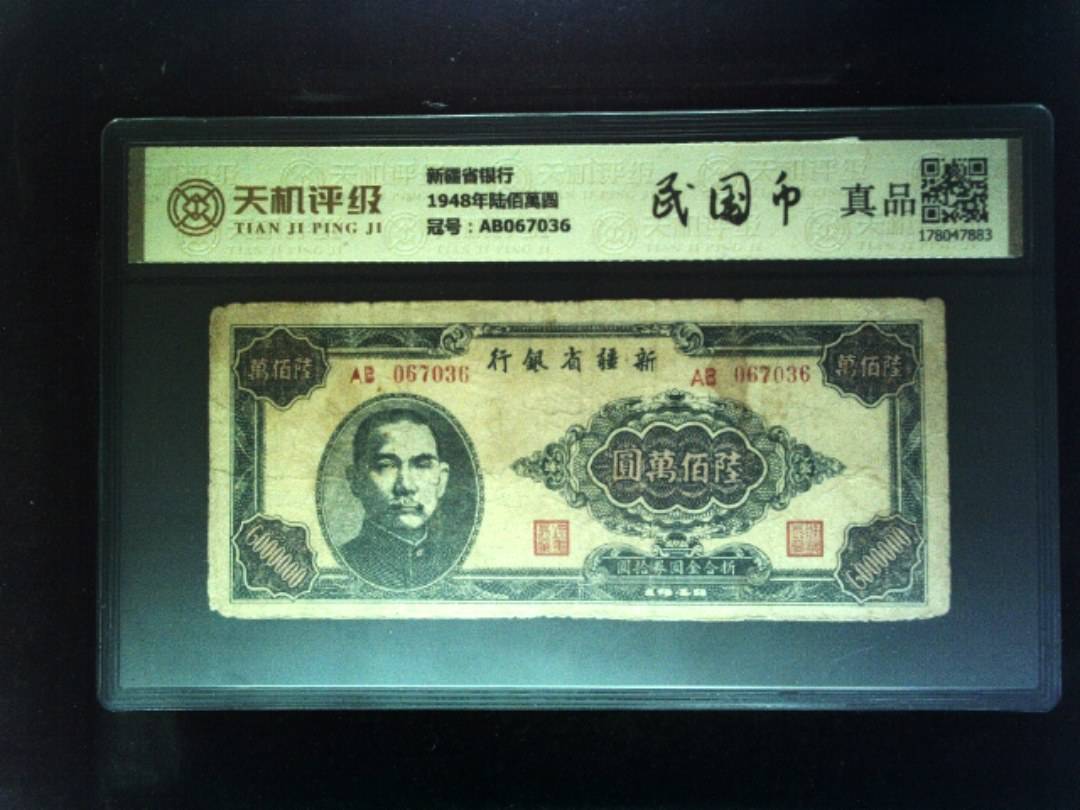 天机评级
TIAN JI PING JI
新疆省银行
1948年陆佰萬圆
冠号：AB067036
民国币
真品
178047883
行銀省疆新
萬佰陸
萬佰陸
AB 067036
AB 067036
圓萬佰陸
6000000
6000000
圓拾券圓金合折
1948